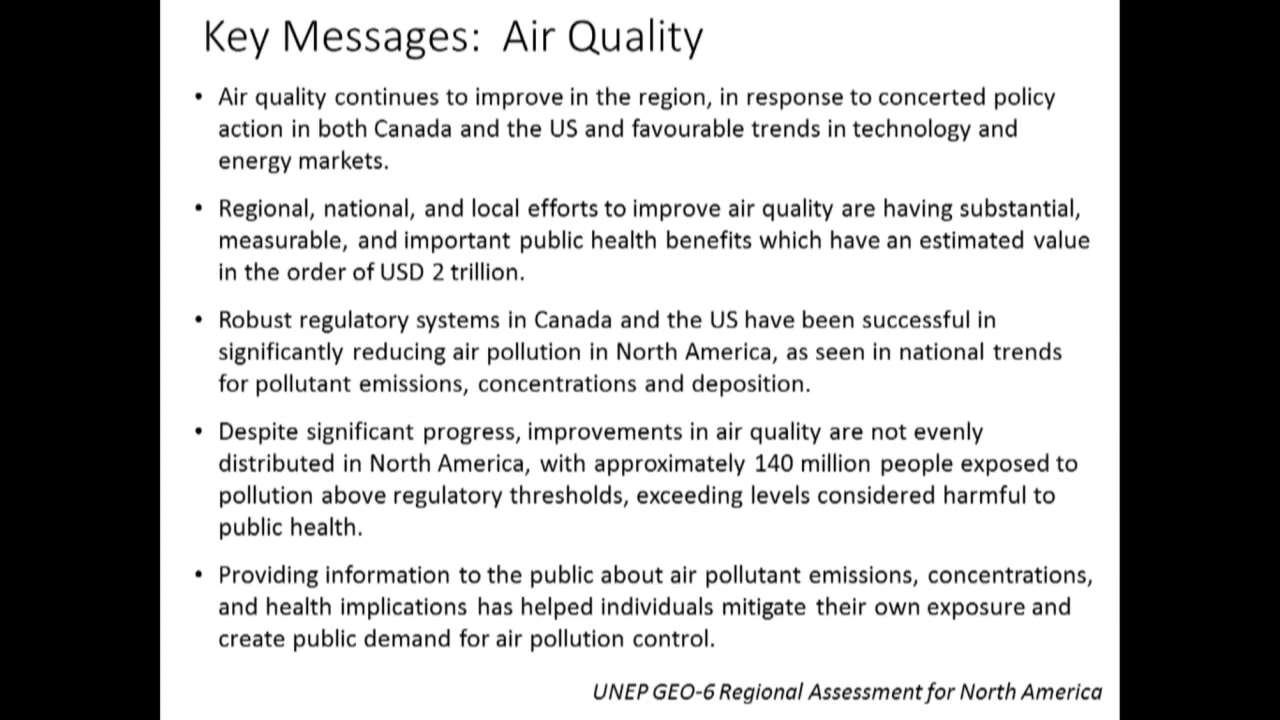 Key Messages: Air Quality
• Air quality continues to improve in the region, in response to concerted policy
action in both Canada and the US and favourable trends in technology and
energy markets.
• Regional, national, and local efforts to improve air quality are having substantial,
measurable, and important public health benefits which have an estimated value
in the order of USD 2 trillion.
• Robust regulatory systems in Canada and the US have been successful in
significantly reducing air pollution in North America, as seen in national trends
for pollutant emissions, concentrations and deposition.
• Despite significant progress, improvements in air quality are not evenly
distributed in North America, with approximately 140 million people exposed to
pollution above regulatory thresholds, exceeding levels considered harmful to
public health.
• Providing information to the public about air pollutant emissions, concentrations,
and health implications has helped individuals mitigate their own exposure and
create public demand for air pollution control.
UNEP GEO-6 Regional Assessment for North America